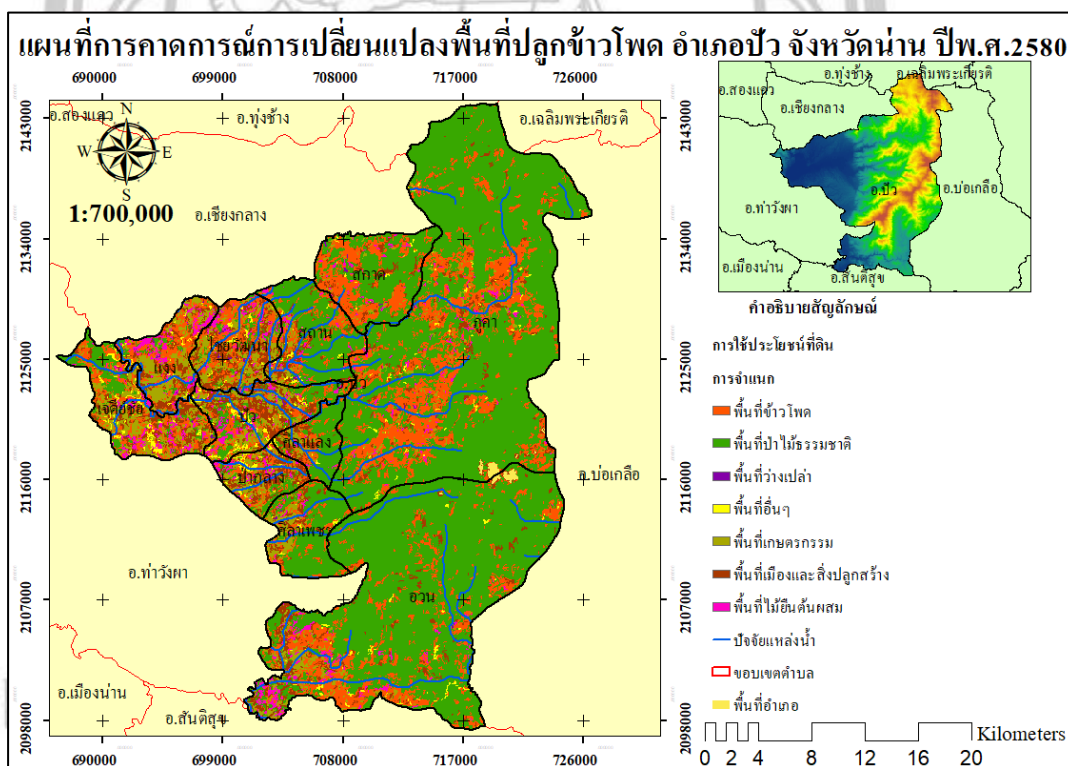 แผนที่การคาดการณ์การเปลี่ยนแปลงพื้นที่ปลูกข้าวโพด อำเภอปัว จังหวัดน่าน ปีพ.ศ.2580
690000 699000 708000 717000 726000
อ.สองแคว
อ.ทุ่งช้าง
อ.เฉลิมพระเกียรติ
N
W E
S
1:700,000
อ.เชียงกลาง
สกาด
ภูคา
สถาน
ไชยวัฒนา
แงง
อ.ปัว
เจดีย์ชัย
ปัว
ศิลาแลง
ป่ากลาง
อ.บ่อเกลือ
ศิลาเพชร
อ.ท่าวังผา
อวน
อ.เมืองน่าน
อ.สันติสุข
2143000
2134000
2125000
2116000
2107000
2098000
2143000
2134000
2125000
2116000
2107000
2098000
690000 699000 708000 717000 726000
อ.ทุ่งช้าง
อ.เฉลิมพระเกียรติ
อ.สองแคว
อ.เชียงกลาง
อ.ปัว
อ.บ่อเกลือ
อ.ท่าวังผา
อ.เมืองน่าน
อ.สันติสุข
คำอธิบายสัญลักษณ์
การใช้ประโยชน์ที่ดิน
การจำแนก
พื้นที่ข้าวโพด
พื้นที่ป่าไม้ธรรมชาติ
พื้นที่ว่างเปล่า
พื้นที่อื่นๆ
พื้นที่เกษตรกรรม
พื้นที่เมืองและสิ่งปลูกสร้าง
พื้นที่ไม้ยืนต้นผสม
ปัจจัยแหล่งน้ำ
ขอบเขตตำบล
พื้นที่อำเภอ
Kilometers
0 2 4 8 12 16 20